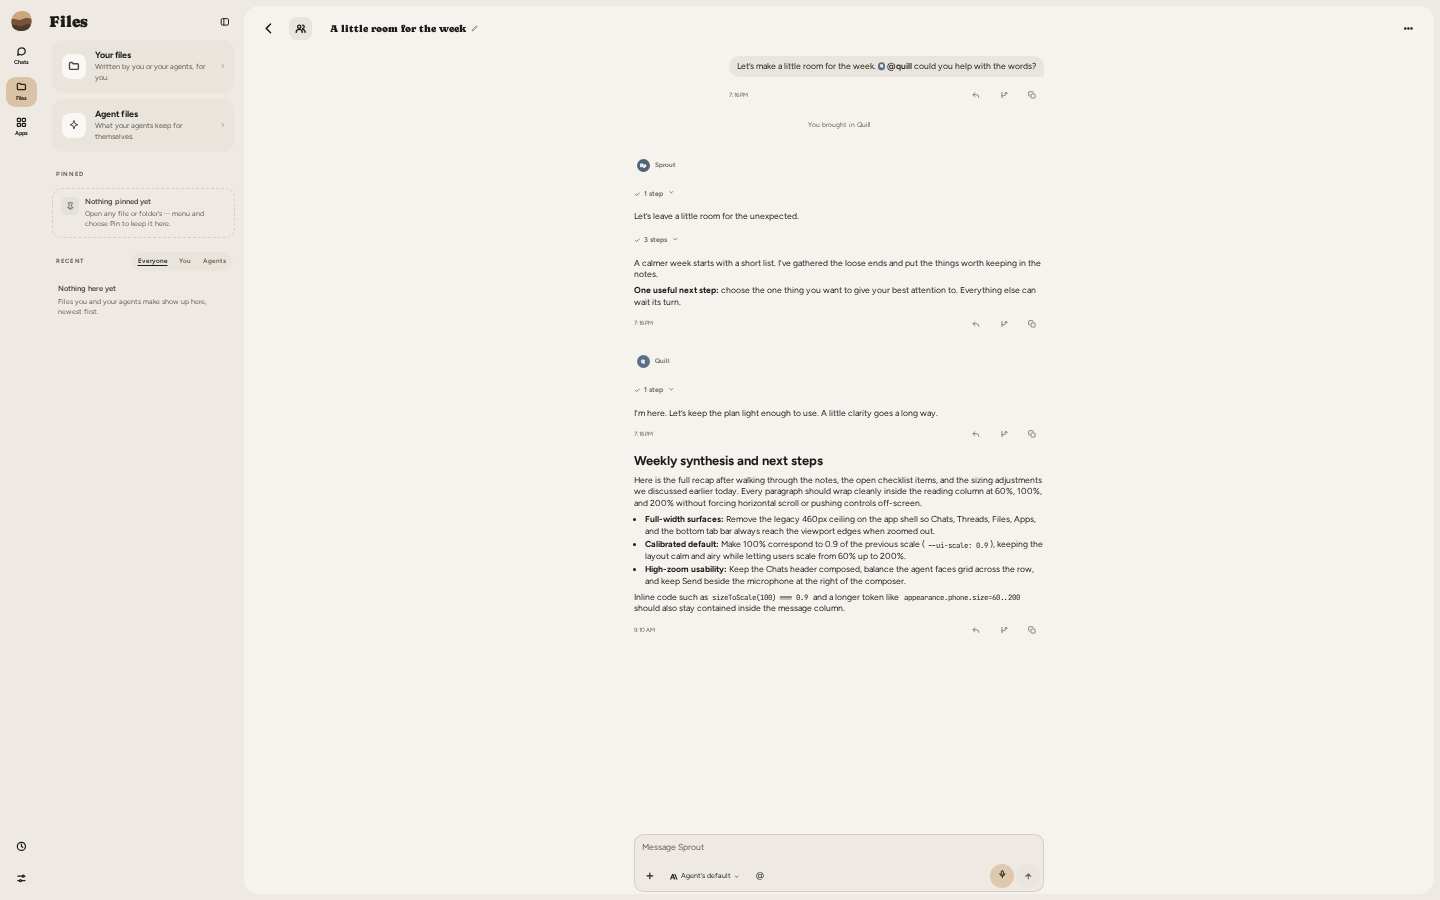 Files
Chats
Files
Apps
Your files
Written by you or your agents, for
you.
Agent files
What your agents keep for
themselves.
PINNED
Nothing pinned yet
Open any file or folder's ··· menu and
choose Pin to keep it here.
RECENT
Everyone You Agents
Nothing here yet
Files you and your agents make show up here,
newest first.
A little room for the week
Let's make a little room for the week. @quill could you help with the words?
7:16 PM
You brought in Quill
Sprout
1 step
Let's leave a little room for the unexpected.
3 steps
A calmer week starts with a short list. I've gathered the loose ends and put the things worth keeping in the
notes.
One useful next step: choose the one thing you want to give your best attention to. Everything else can
wait its turn.
7:16 PM
Quill
1 step
I'm here. Let's keep the plan light enough to use. A little clarity goes a long way.
7:16 PM
Weekly synthesis and next steps
Here is the full recap after walking through the notes, the open checklist items, and the sizing adjustments
we discussed earlier today. Every paragraph should wrap cleanly inside the reading column at 60%, 100%,
and 200% without forcing horizontal scroll or pushing controls off-screen.
• Full-width surfaces: Remove the legacy 460px ceiling on the app shell so Chats, Threads, Files, Apps,
and the bottom tab bar always reach the viewport edges when zoomed out.
• Calibrated default: Make 100% correspond to 0.9 of the previous scale ( --ui-scale: 0.9 ), keeping the
layout calm and airy while letting users scale from 60% up to 200%.
• High-zoom usability: Keep the Chats header composed, balance the agent faces grid across the row,
and keep Send beside the microphone at the right of the composer.
Inline code such as sizeToScale(100) === 0.9 and a longer token like appearance.phone.size=60..200
should also stay contained inside the message column.
9:10 AM
Message Sprout
Agent's default
@